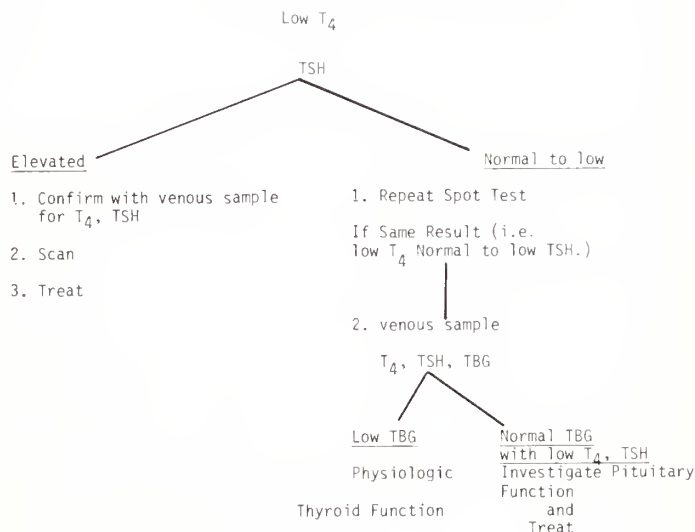 Low T4
TSH
Elevated
1. Confirm with venous sample
for T4, TSH
2. Scan
3. Treat
Normal to low
1. Repeat Spot Test
If Same Result (i.e.
low T4 Normal to low TSH.)
2. venous sample
T4, TSH, TBG
Low TBG
Physiologic
Thyroid Function
Normal TBG
with low T4, TSH
Investigate Pituitary
Function
and
Treat